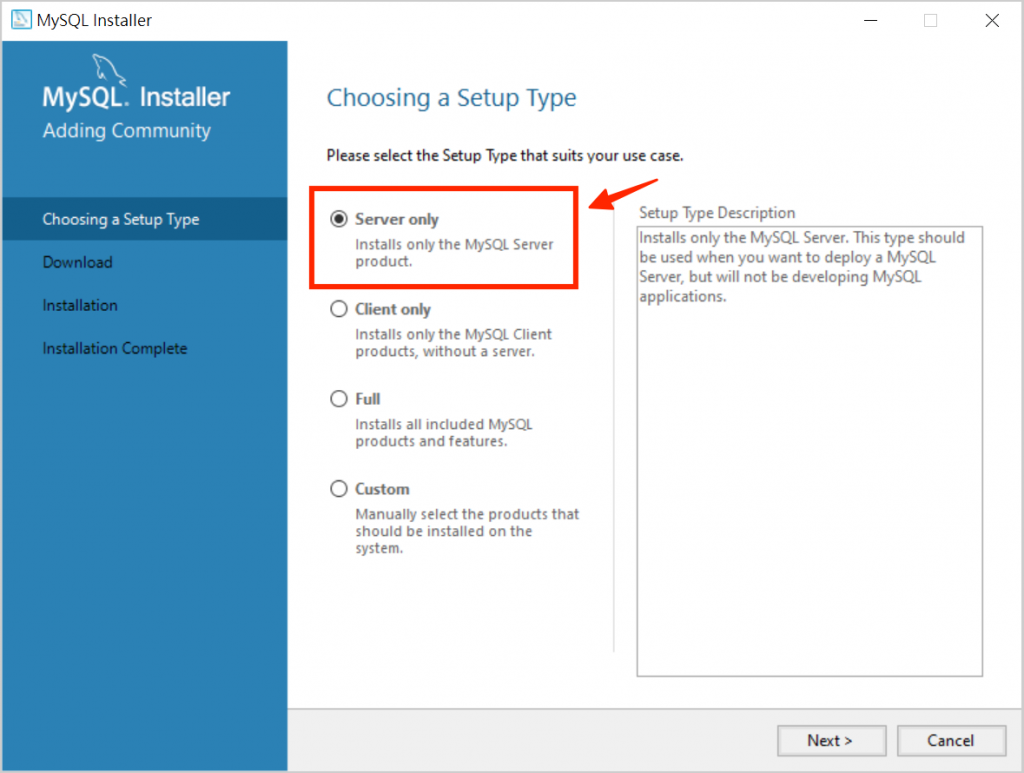 MySQL Installer
MySQL. Installer
Adding Community
Choosing a Setup Type
Download
Installation
Installation Complete
Choosing a Setup Type
Please select the Setup Type that suits your use case.
Server only
Installs only the MySQL Server
product.
Client only
Installs only the MySQL Client
products, without a server.
Full
Installs all included MySQL
products and features.
Custom
Manually select the products that
should be installed on the
system.
Setup Type Description
Installs only the MySQL Server. This type should
be used when you want to deploy a MySQL
Server, but will not be developing MySQL
applications.
Next >
Cancel